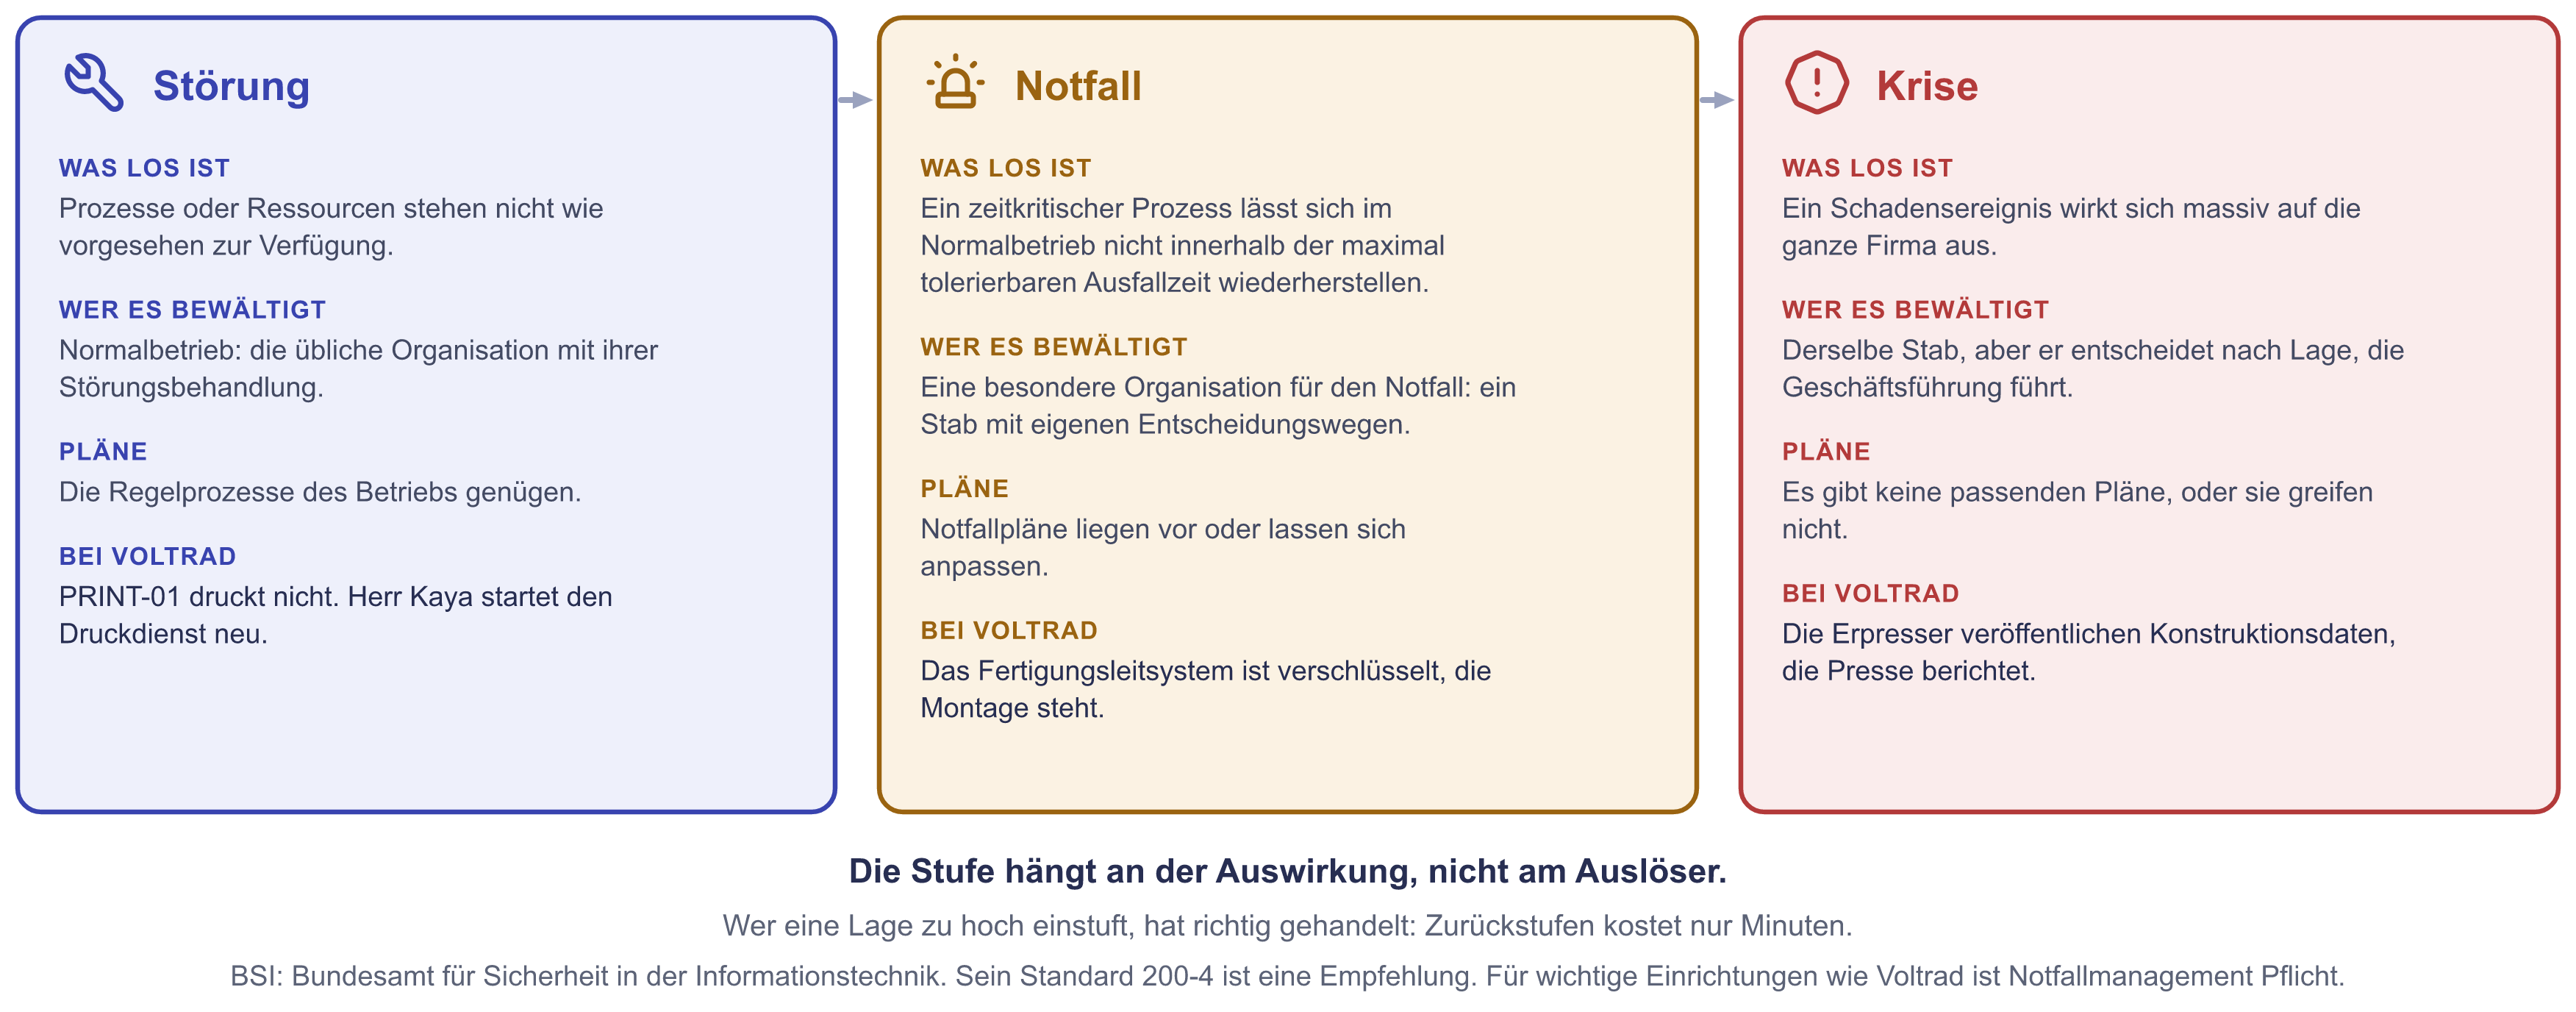 Störung
WAS LOS IST
Prozesse oder Ressourcen stehen nicht wie
vorgesehen zur Verfügung.
WER ES BEWÄLTIGT
Normalbetrieb: die übliche Organisation mit ihrer
Störungsbehandlung.
PLÄNE
Die Regelprozesse des Betriebs genügen.
BEI VOLTRAD
PRINT-01 druckt nicht. Herr Kaya startet den
Druckdienst neu.
Notfall
WAS LOS IST
Ein zeitkritischer Prozess lässt sich im
Normalbetrieb nicht innerhalb der maximal
tolerierbaren Ausfallzeit wiederherstellen.
WER ES BEWÄLTIGT
Eine besondere Organisation für den Notfall: ein
Stab mit eigenen Entscheidungswegen.
PLÄNE
Notfallpläne liegen vor oder lassen sich
anpassen.
BEI VOLTRAD
Das Fertigungsleitsystem ist verschlüsselt, die
Montage steht.
Krise
WAS LOS IST
Ein Schadensereignis wirkt sich massiv auf die
ganze Firma aus.
WER ES BEWÄLTIGT
Derselbe Stab, aber er entscheidet nach Lage, die
Geschäftsführung führt.
PLÄNE
Es gibt keine passenden Pläne, oder sie greifen
nicht.
BEI VOLTRAD
Die Erpresser veröffentlichen Konstruktionsdaten,
die Presse berichtet.
Die Stufe hängt an der Auswirkung, nicht am Auslöser.
Wer eine Lage zu hoch einstuft, hat richtig gehandelt: Zurückstufen kostet nur Minuten.
BSI: Bundesamt für Sicherheit in der Informationstechnik. Sein Standard 200-4 ist eine Empfehlung. Für wichtige Einrichtungen wie Voltrad ist Notfallmanagement Pflicht.